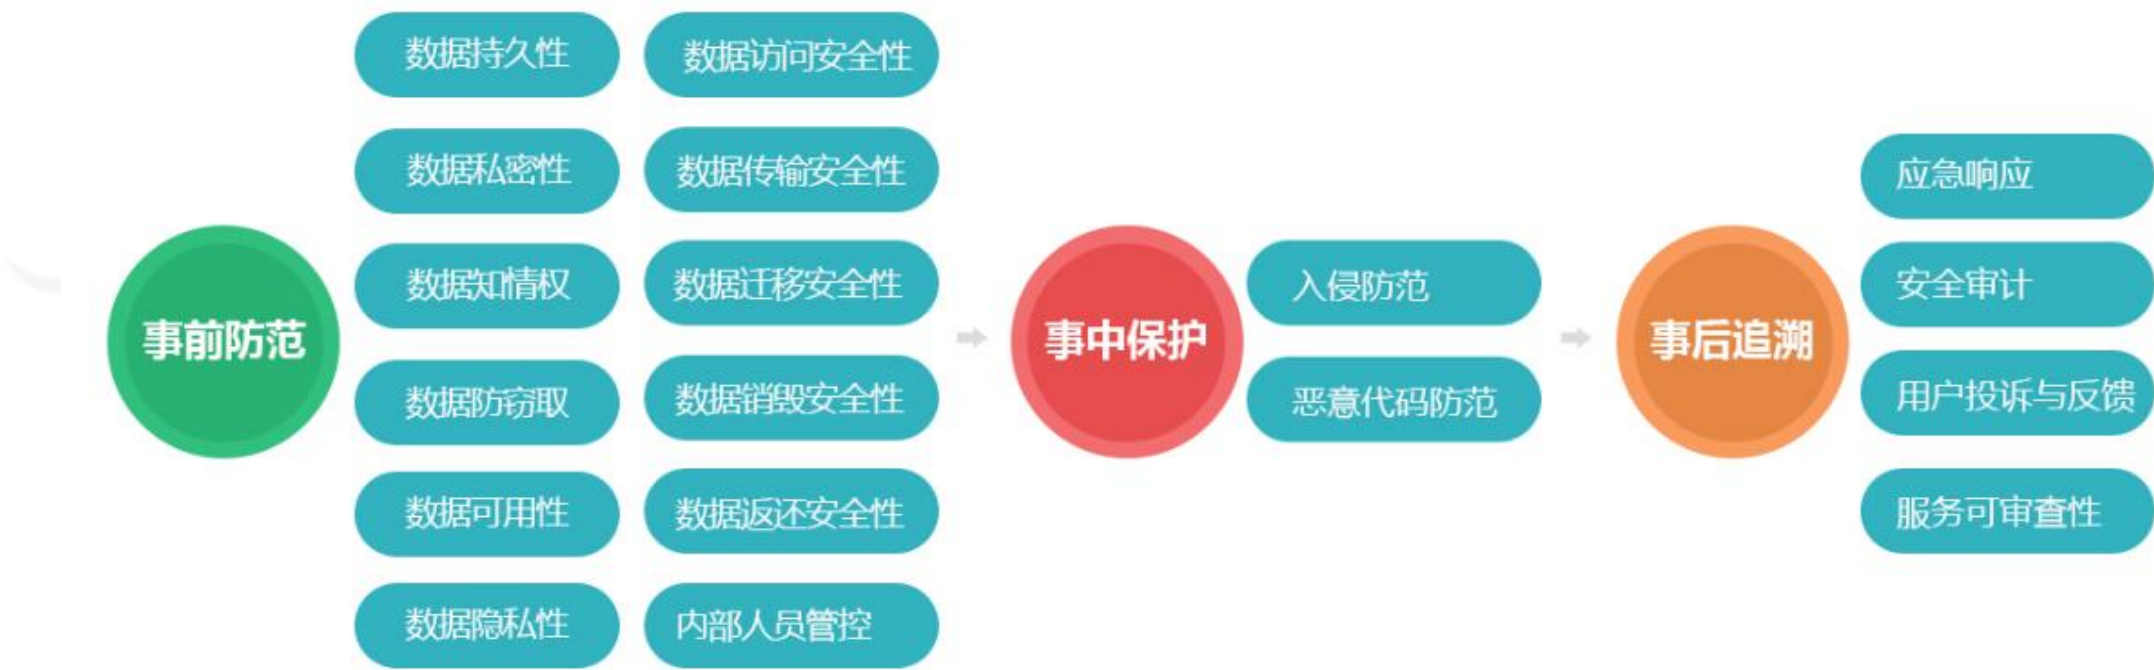 事前防范
数据持久性
数据私密性
数据知情权
数据防窃取
数据可用性
数据隐私性
数据访问安全性
数据传输安全性
数据迁移安全性
数据销毁安全性
数据返还安全性
内部人员管控
事中保护
入侵防范
恶意代码防范
事后追溯
应急响应
安全审计
用户投诉与反馈
服务可审查性